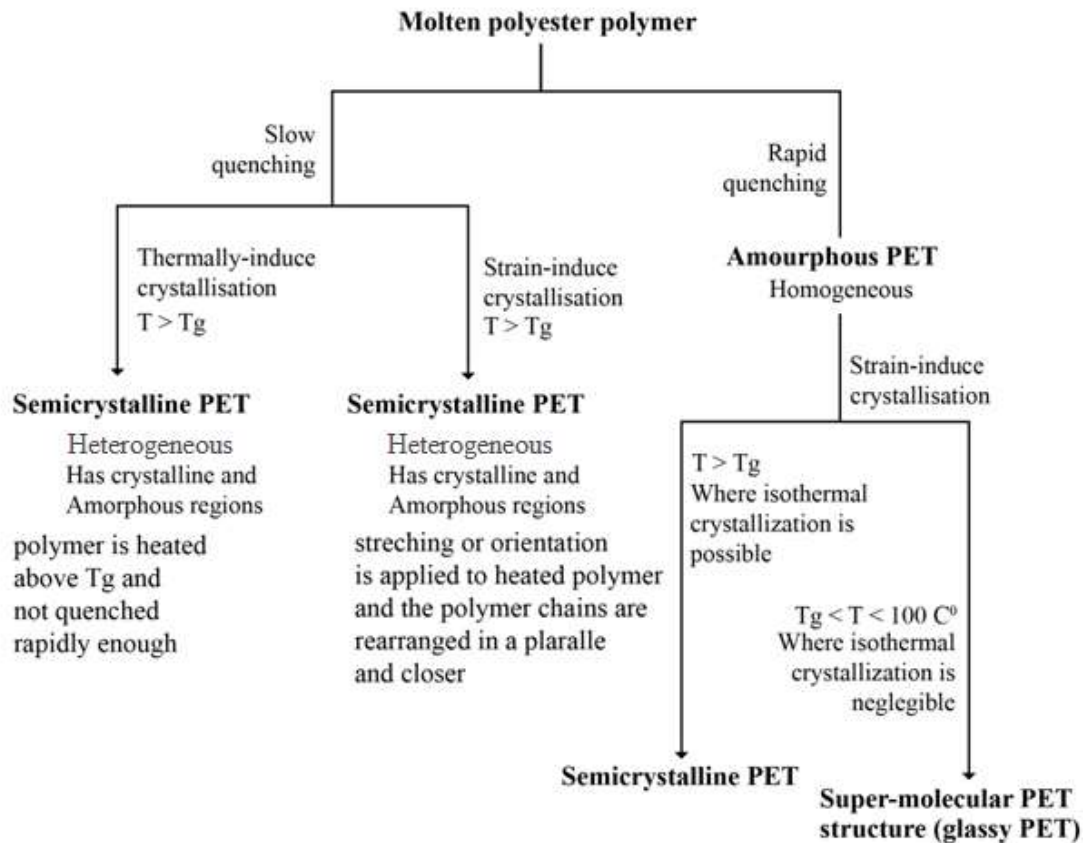 Molten polyester polymer
Slow
quenching
Rapid
quenching
Thermally-induce
crystallisation
T > Tg
Strain-induce
crystallisation
T > Tg
Amourphous PET
Homogeneous
Semicrystalline PET
Heterogeneous
Has crystalline and
Amorphous regions
polymer is heated
above Tg and
not quenched
rapidly enough
Semicrystalline PET
Heterogeneous
Has crystalline and
Amorphous regions
streching or orientation
is applied to heated polymer
and the polymer chains are
rearranged in a plaralle
and closer
Strain-induce
crystallisation
T > Tg
Where isothermal
crystallization is
possible
Tg < T < 100 C⁰
Where isothermal
crystallization is
neglegible
Semicrystalline PET
Super-molecular PET
structure (glassy PET)